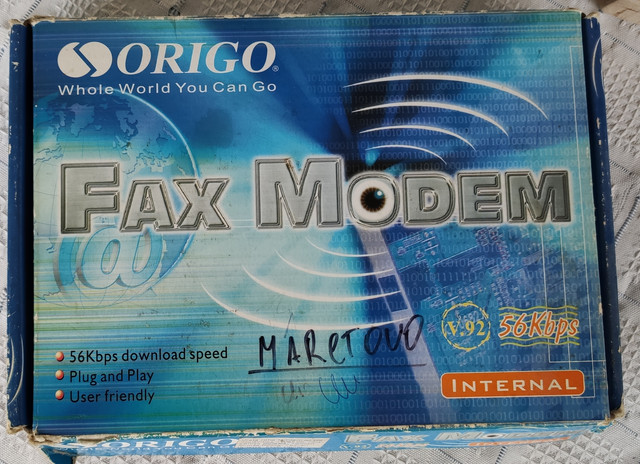 ORIGO®
Whole World You Can Go
FAX MODEM
56Kbps download speed
Plug and Play
User friendly
MÁRETOVO
V.92
56Kbps
INTERNAL
ORIGO
FAX MODEM